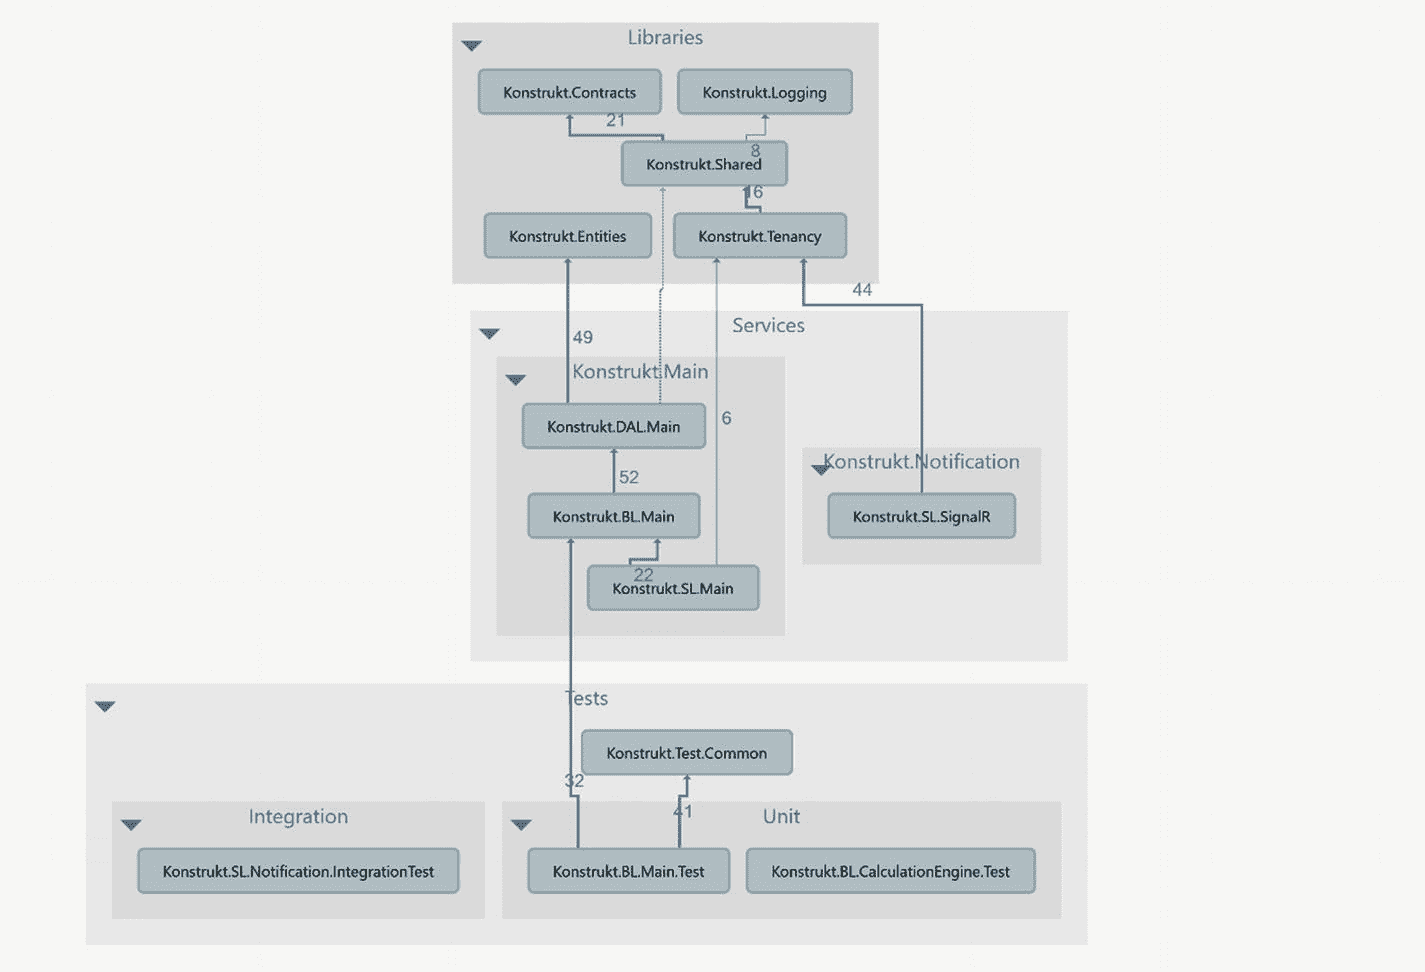 Libraries
Konstrukt.Contracts
Konstrukt.Logging
21
8
Konstrukt.Shared
16
Konstrukt.Entities
Konstrukt.Tenancy
44
Services
49
Konstrukt.Main
6
Konstrukt.DAL.Main
52
Konstrukt.Notification
Konstrukt.BL.Main
Konstrukt.SL.SignalR
22
Konstrukt.SL.Main
Tests
Konstrukt.Test.Common
32
41
Integration
Unit
Konstrukt.SL.Notification.IntegrationTest
Konstrukt.BL.Main.Test
Konstrukt.BL.CalculationEngine.Test